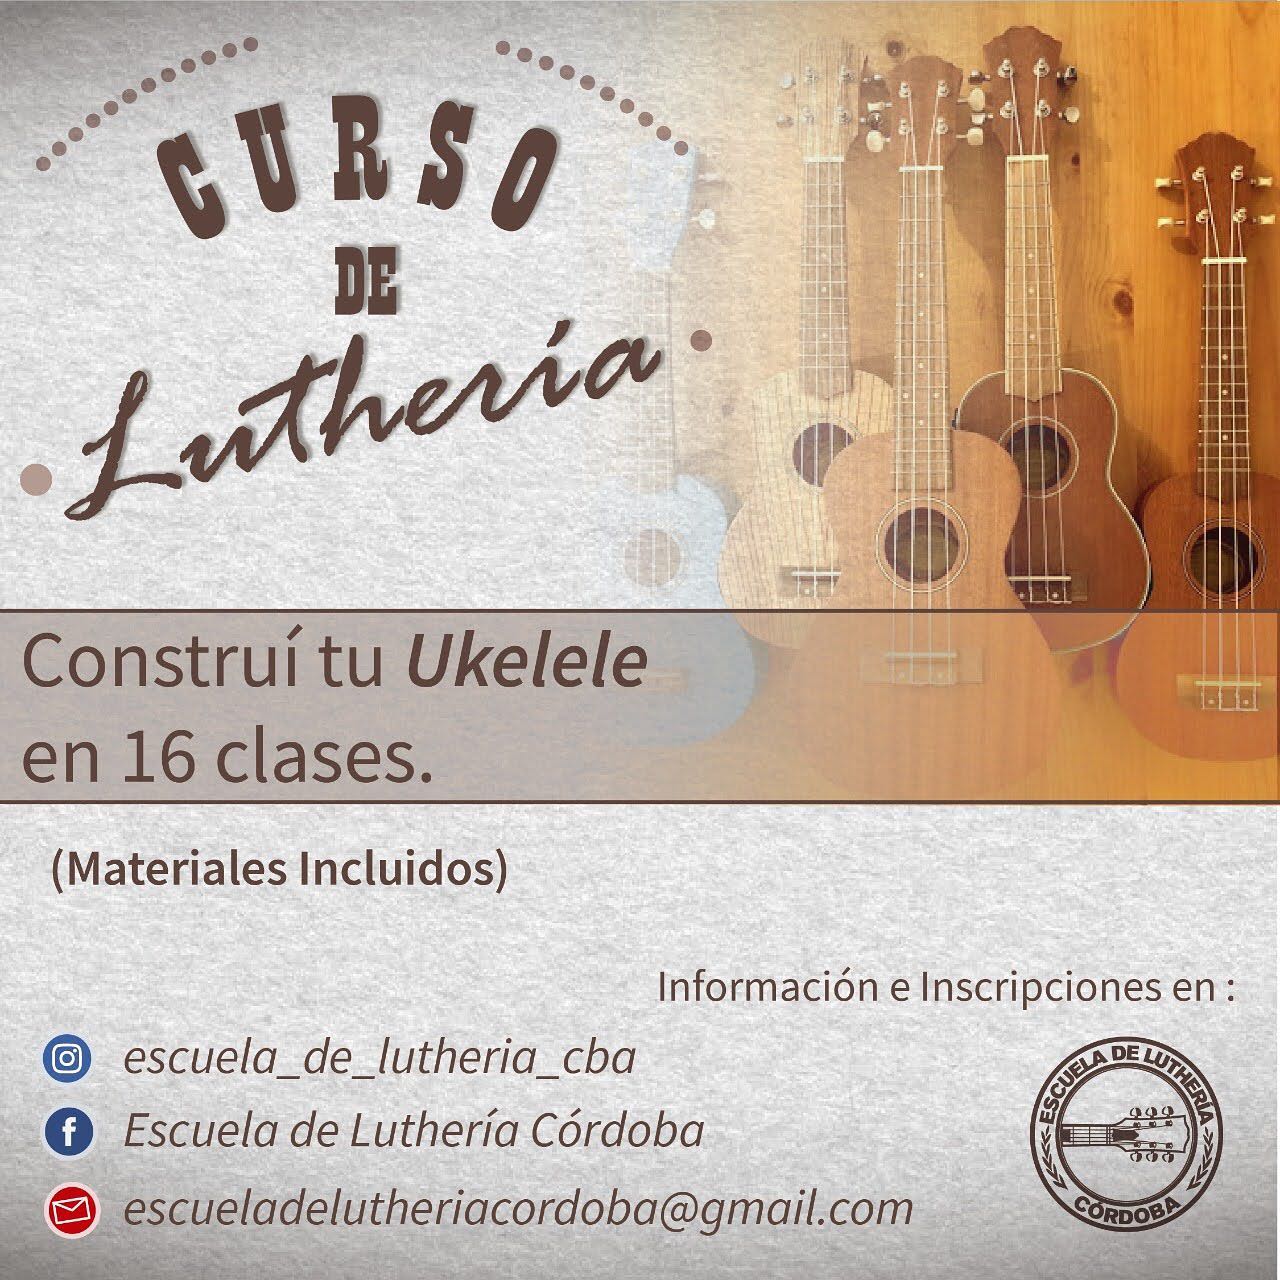 CURSO
DE
Luthería
Construí tu Ukelele
en 16 clases.
(Materiales Incluidos)
Información e Inscripciones en :
escuela_de_lutheria_cba
Escuela de Luthería Córdoba
escueladelutheriacordoba@gmail.com
ESCUELA DE LUTHERÍA
CÓRDOBA